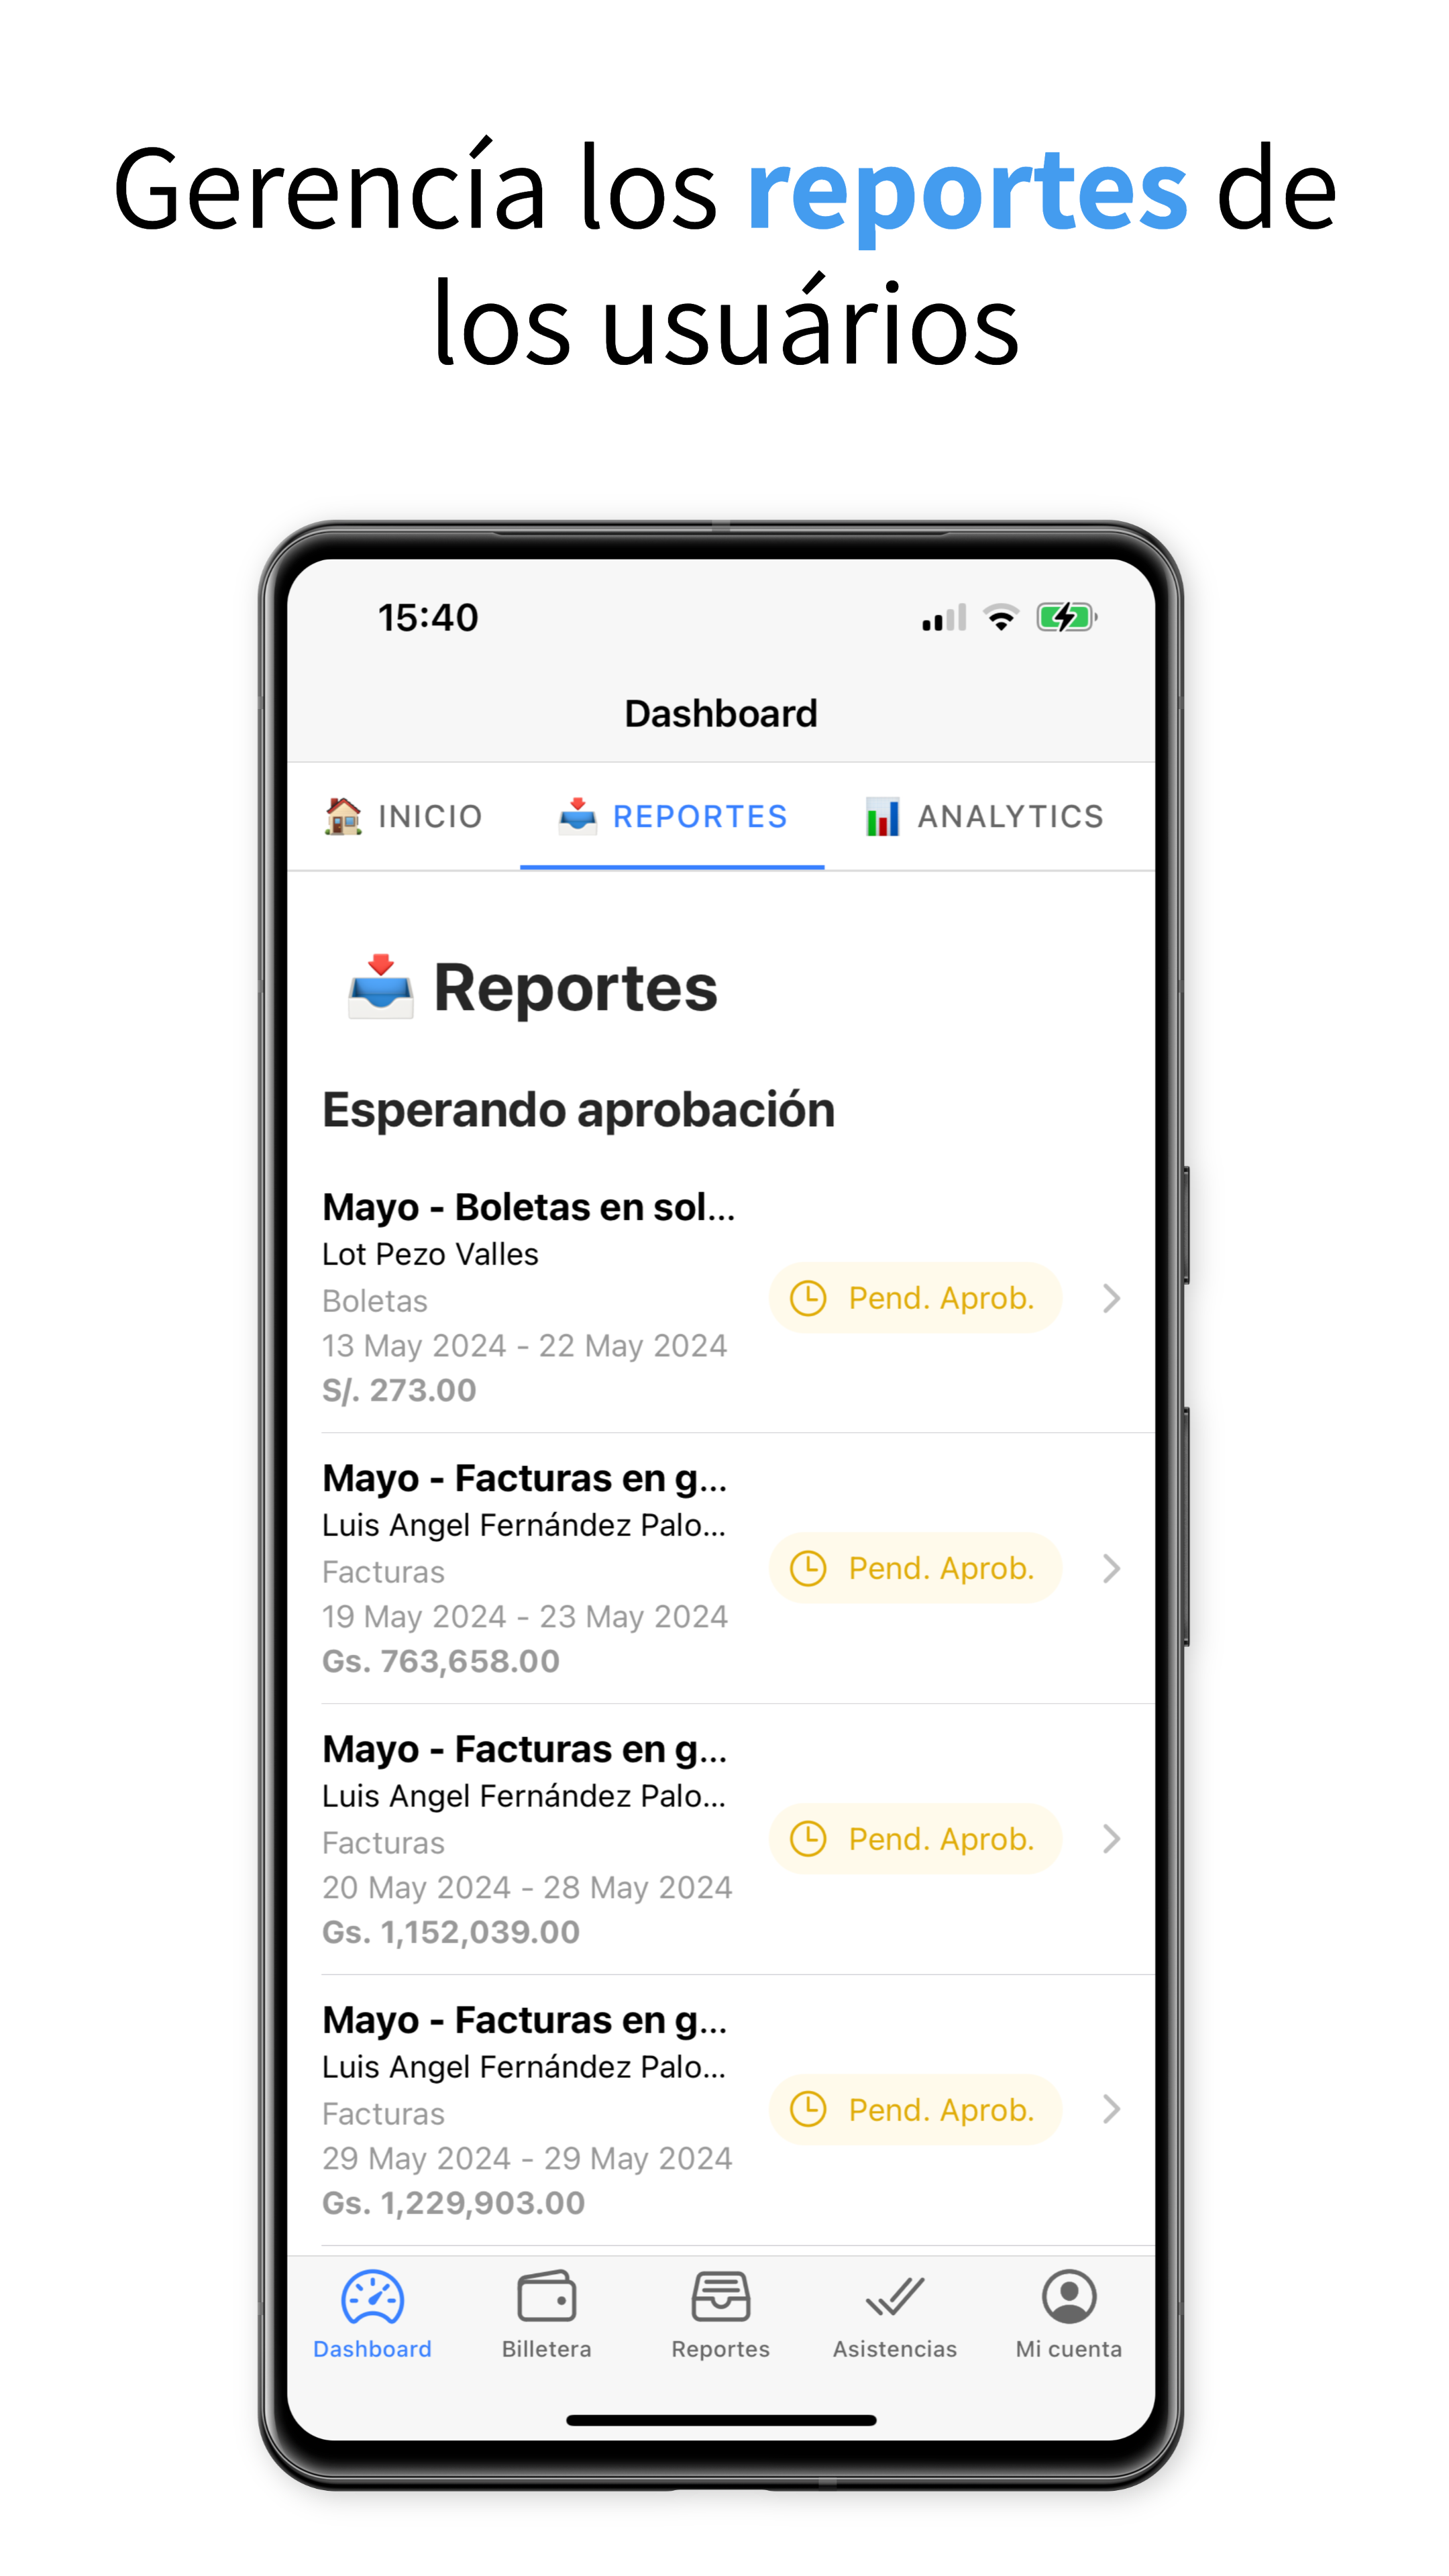 Gerencía los reportes de
los usuários
15:40
Dashboard
INICIO REPORTES ANALYTICS
Reportes
Esperando aprobación
Mayo - Boletas en sol...
Lot Pezo Valles
Boletas
13 May 2024 - 22 May 2024
S/. 273.00
Pend. Aprob.
Mayo - Facturas en g...
Luis Angel Fernández Palo...
Facturas
19 May 2024 - 23 May 2024
Gs. 763,658.00
Pend. Aprob.
Mayo - Facturas en g...
Luis Angel Fernández Palo...
Facturas
20 May 2024 - 28 May 2024
Gs. 1,152,039.00
Pend. Aprob.
Mayo - Facturas en g...
Luis Angel Fernández Palo...
Facturas
29 May 2024 - 29 May 2024
Gs. 1,229,903.00
Pend. Aprob.
Dashboard Billetera Reportes Asistencias Mi cuenta